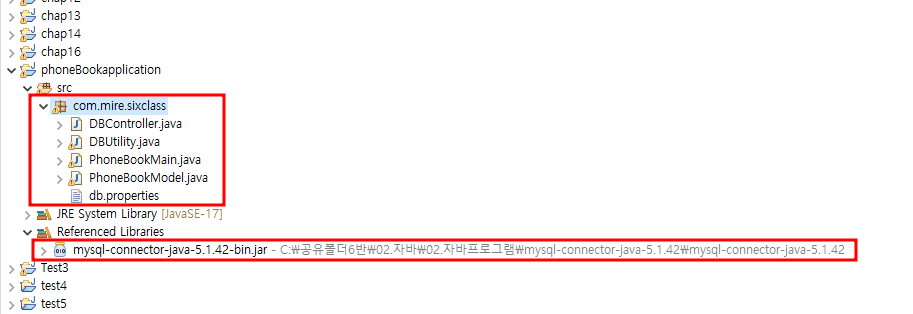 chap13
chap14
chap16
phoneBookapplication
src
com.mire.sixclass
DBController.java
DBUtility.java
PhoneBookMain.java
PhoneBookModel.java
db.properties
JRE System Library [JavaSE-17]
Referenced Libraries
mysql-connector-java-5.1.42-bin.jar - C:₩공유폴더6반₩02.자바₩02.자바프로그램₩mysql-connector-java-5.1.42₩mysql-connector-java-5.1.42
Test3
test4
test5